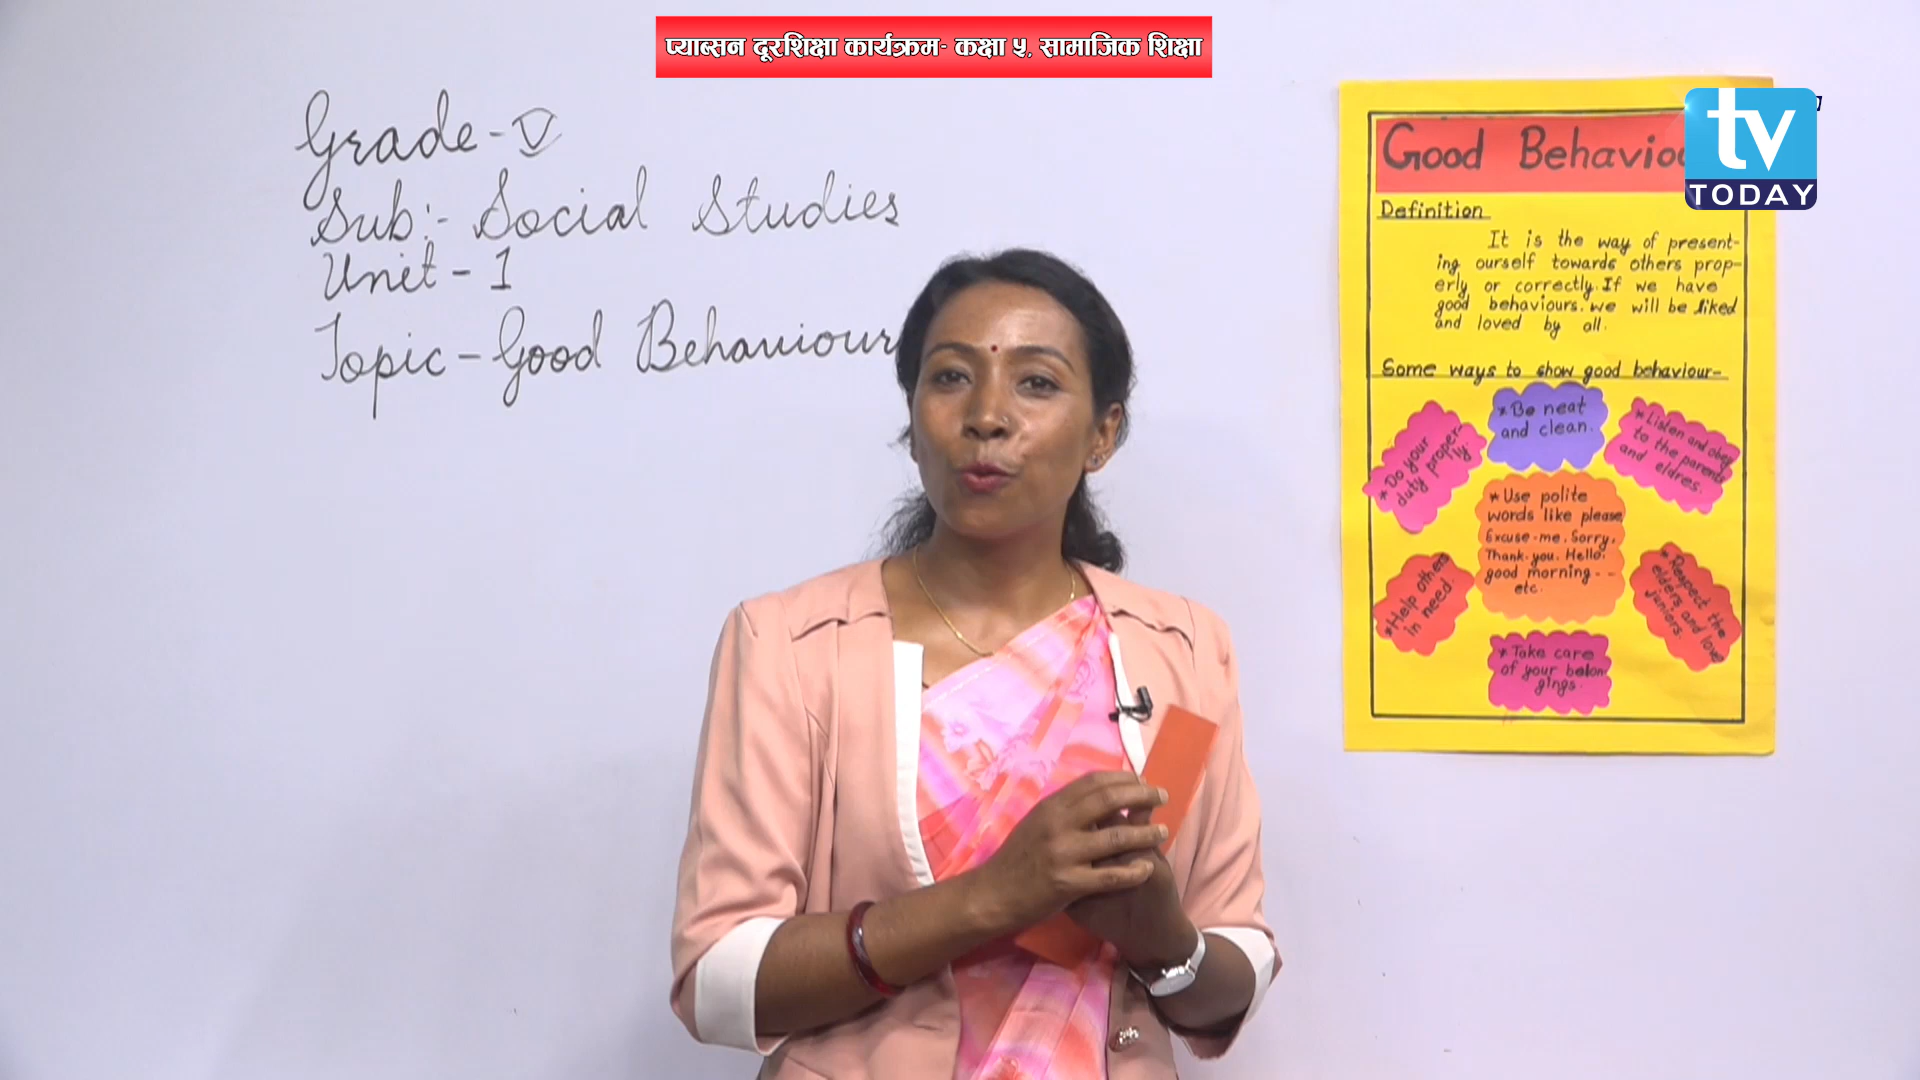 प्याब्सन दूरशिक्षा कार्यक्रम- कक्षा ५, सामाजिक शिक्षा
Grade-V
Sub:- Social Studies
Unit - 1
Topic - Good Behaviour
tv
TODAY
Good Behaviou
Definition
It is the way of present-
ing ourself towards others prop-
erly or correctly. If we have
good behaviours. we will be liked
and loved by all.
Some ways to show good behaviour-
* Do your
duty proper-
ly.
* Be neat
and clean.
* Listen and obey
to the parents
and eldres.
* Use polite
words like please,
Excuse-me, Sorry,
Thank-you, Hello,
good morning - -
etc.
* Help others
in need.
* Respect the
elders and love
juniors.
* Take care
of your belon
gings.